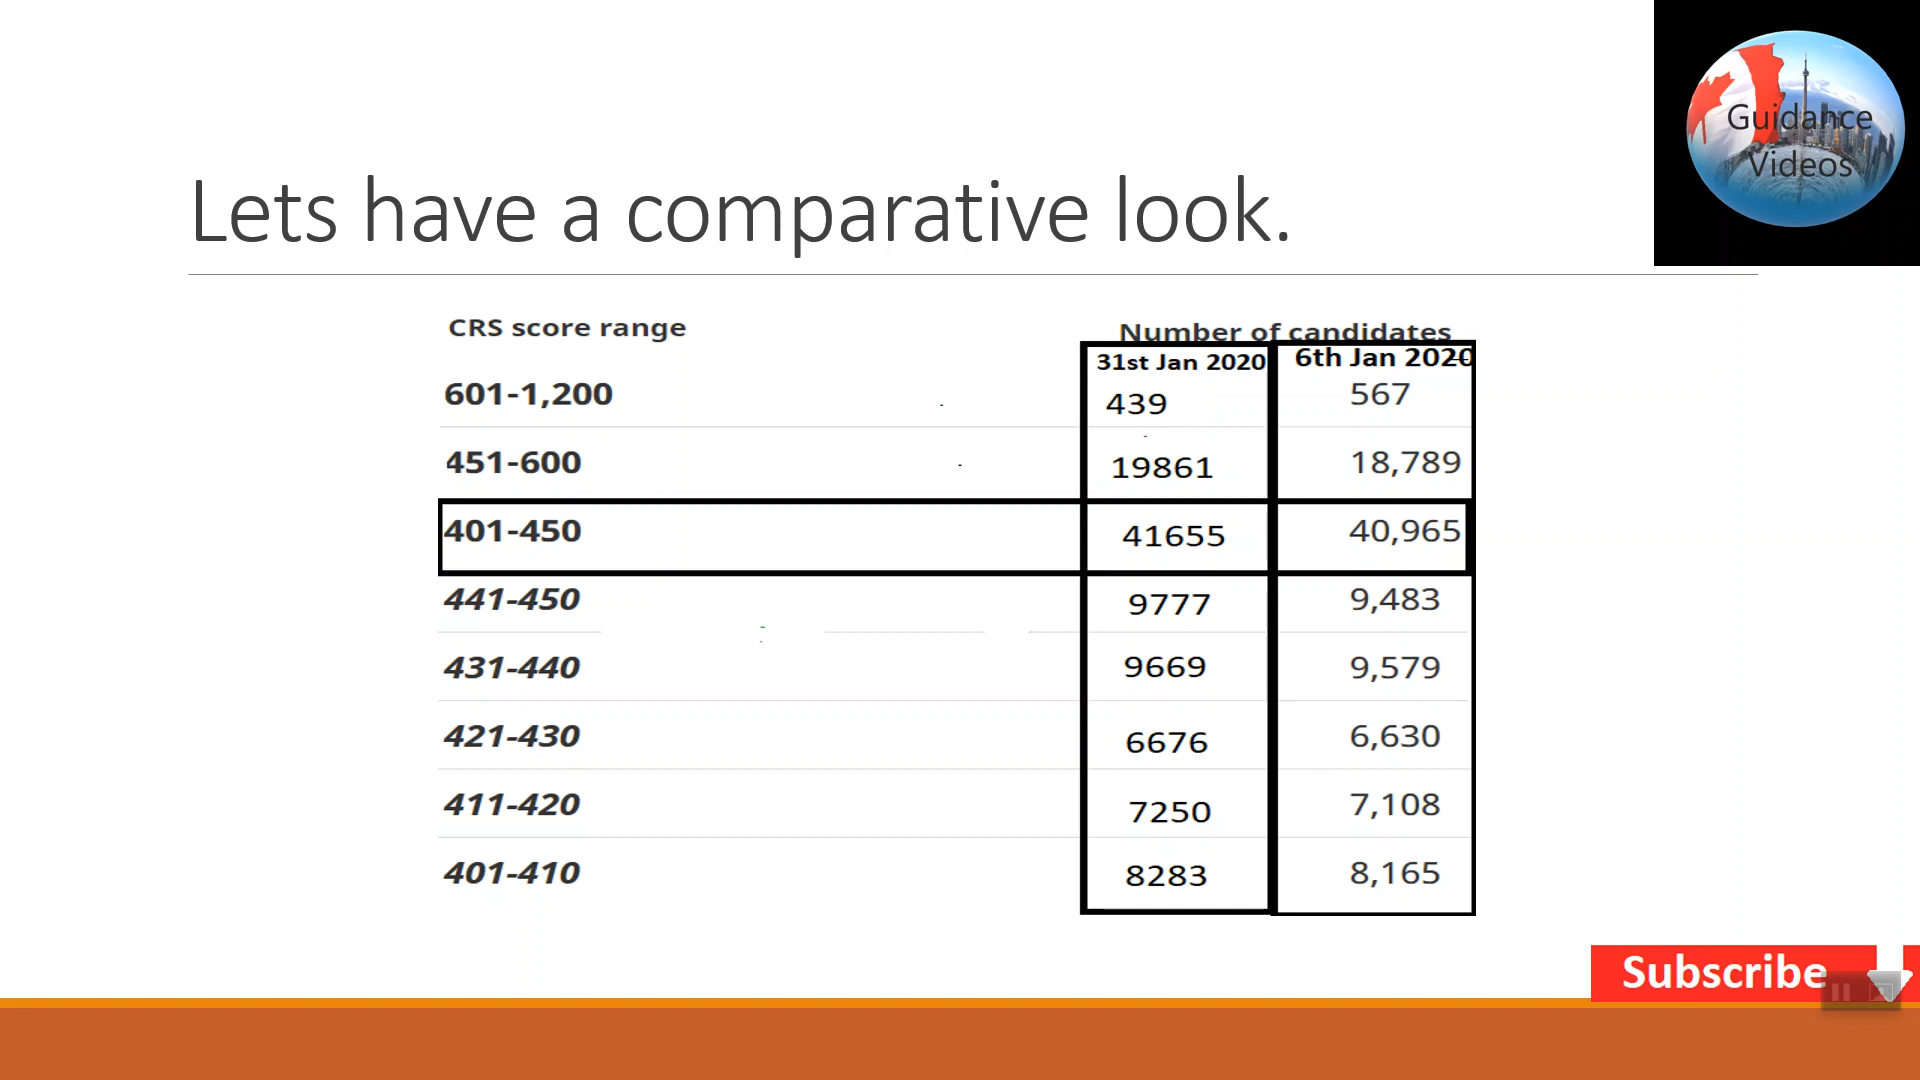 Guidance
Videos
Lets have a comparative look.
CRS score range Number of candidates
31st Jan 2020 6th Jan 2020
601-1,200 439 567
451-600 19861 18,789
401-450 41655 40,965
441-450 9777 9,483
431-440 9669 9,579
421-430 6676 6,630
411-420 7250 7,108
401-410 8283 8,165
Subscribe